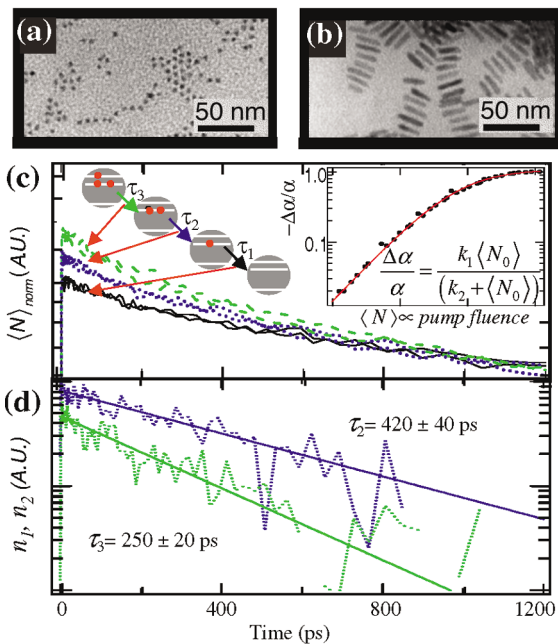 (a)
50 nm
(b)
50 nm
(c)
⟨N⟩norm (A.U.)
τ3
τ2
τ1
-Δα/α
1.0
0.1
Δα/α = k1⟨N0⟩/(k2 + ⟨N0⟩)
⟨N⟩∝ pump fluence
(d)
n1, n2 (A.U.)
τ2= 420 ± 40 ps
τ3= 250 ± 20 ps
0
400
800
1200
Time (ps)